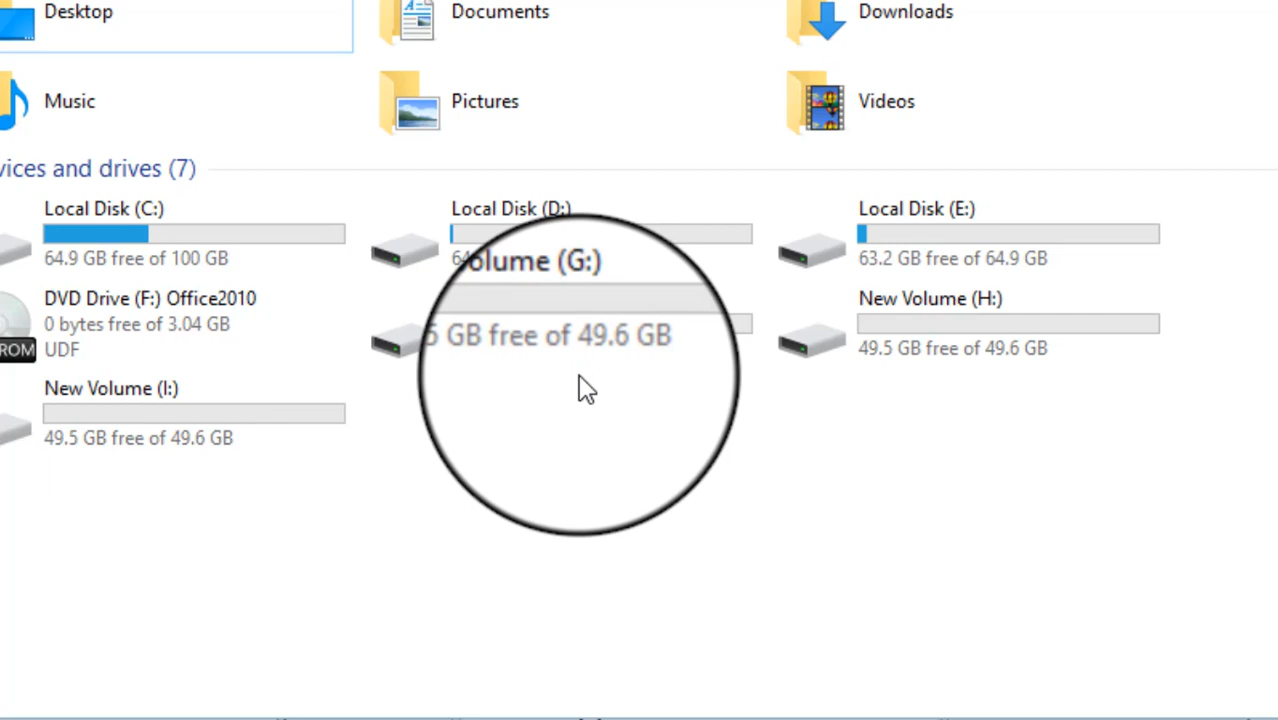 Desktop
Documents
Downloads
Music
Pictures
Videos
vices and drives (7)
Local Disk (C:)
64.9 GB free of 100 GB
Local Disk (D:)
Local Disk (E:)
63.2 GB free of 64.9 GB
DVD Drive (F:) Office2010
0 bytes free of 3.04 GB
UDF
ROM
olume (G:)
5 GB free of 49.6 GB
New Volume (H:)
49.5 GB free of 49.6 GB
New Volume (I:)
49.5 GB free of 49.6 GB